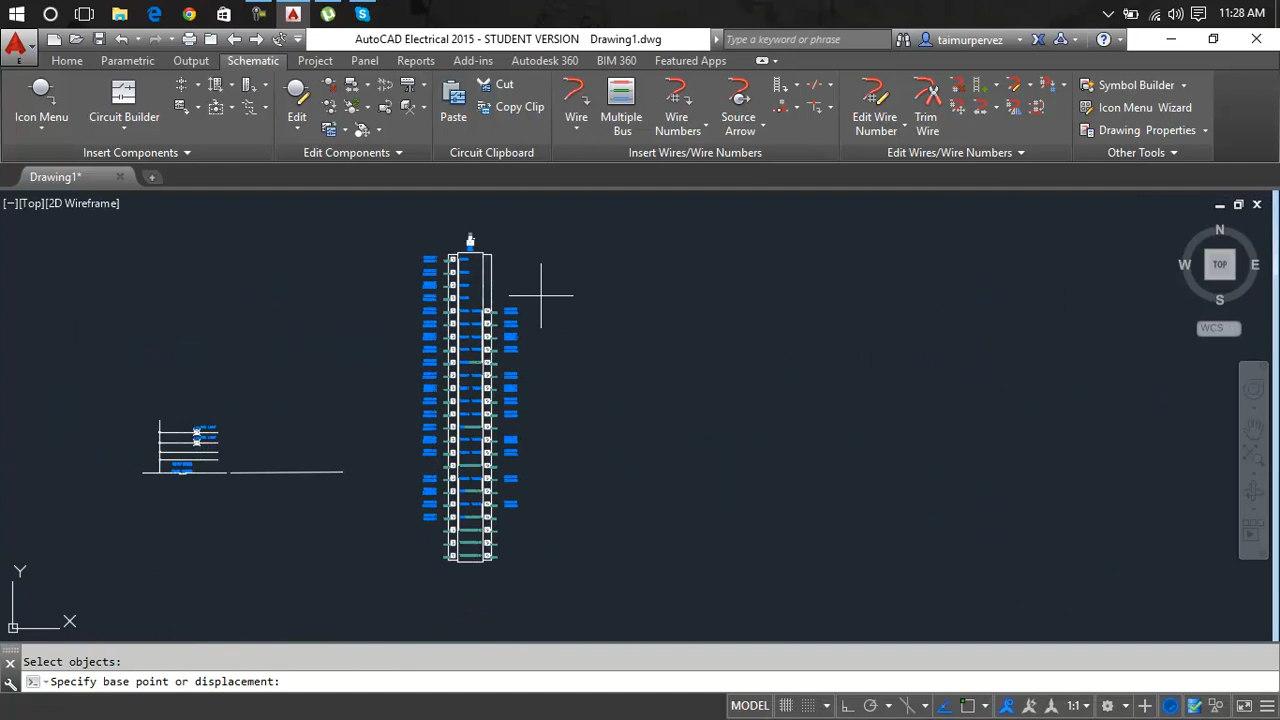 11:28 AM
AutoCAD Electrical 2015 - STUDENT VERSION Drawing1.dwg
Type a keyword or phrase
taimurpervez
E
Home Parametric Output Schematic Project Panel Reports Add-ins Autodesk 360 BIM 360 Featured Apps
Icon Menu
Circuit Builder
Edit
Paste
Cut
Copy Clip
Wire
Multiple Bus
Wire Numbers
Source Arrow
Edit Wire Number
Trim Wire
Symbol Builder
Icon Menu Wizard
Drawing Properties
Insert Components
Edit Components
Circuit Clipboard
Insert Wires/Wire Numbers
Edit Wires/Wire Numbers
Other Tools
Drawing1*
[−][Top][2D Wireframe]
N
W TOP E
S
WCS
Y
X
Select objects:
Specify base point or displacement:
MODEL
1:1